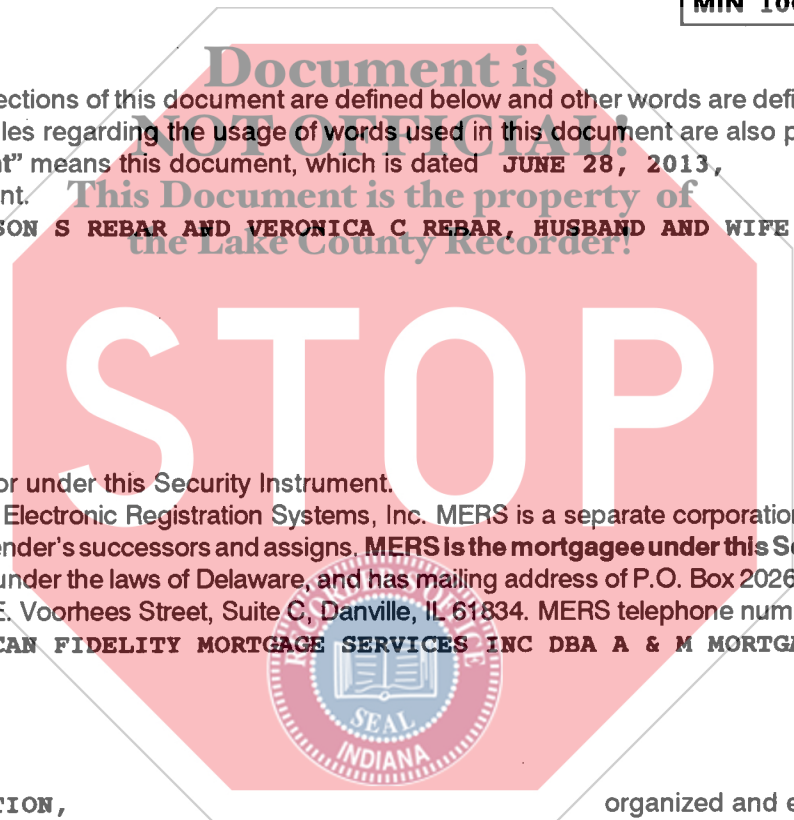 MIN 100
Document is
ections of this document are defined below and other words are defi
NOT OFFICIAL!
les regarding the usage of words used in this document are also p
nt” means this document, which is dated JUNE 28, 2013,
nt.
This Document is the property of
SON S REBAR AND VERONICA C REBAR, HUSBAND AND WIFE
the Lake County Recorder!
STOP
or under this Security Instrument.
Electronic Registration Systems, Inc. MERS is a separate corporation
ender's successors and assigns. MERS is the mortgagee under this Se
under the laws of Delaware, and has mailing address of P.O. Box 2026
E. Voorhees Street, Suite C, Danville, IL 61834. MERS telephone num
CAN FIDELITY MORTGAGE SERVICES INC DBA A & M MORTGA
RECORDER'S OFFICE
SEAL
INDIANA
TION,
organized and e